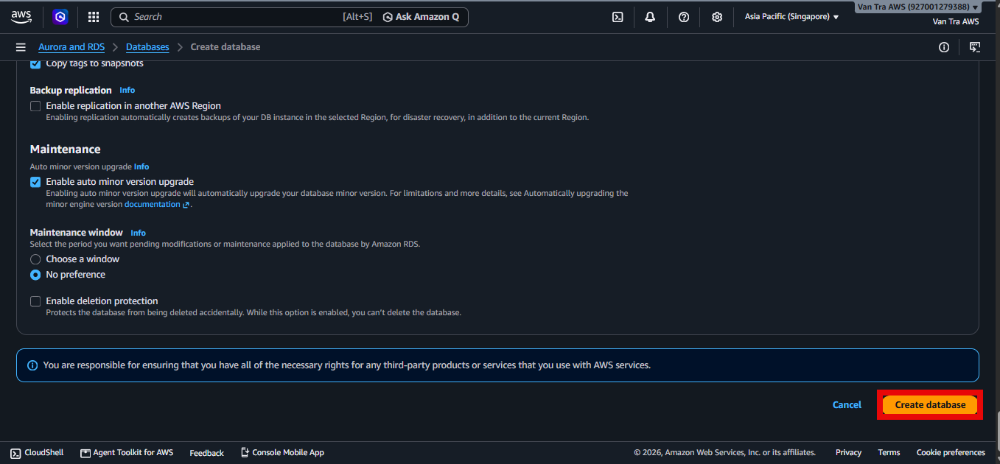 aws
Search
[Alt+S]
Ask Amazon Q
Asia Pacific (Singapore)
Van Tra AWS (927001279388)
Van Tra AWS
Aurora and RDS
Databases
Create database
Copy tags to snapshots
Backup replication Info
Enable replication in another AWS Region
Enabling replication automatically creates backups of your DB instance in the selected Region, for disaster recovery, in addition to the current Region.
Maintenance
Auto minor version upgrade Info
Enable auto minor version upgrade
Enabling auto minor version upgrade will automatically upgrade your database minor version. For limitations and more details, see Automatically upgrading the
minor engine version documentation.
Maintenance window Info
Select the period you want pending modifications or maintenance applied to the database by Amazon RDS.
Choose a window
No preference
Enable deletion protection
Protects the database from being deleted accidentally. While this option is enabled, you can't delete the database.
You are responsible for ensuring that you have all of the necessary rights for any third-party products or services that you use with AWS services.
Cancel
Create database
CloudShell
Agent Toolkit for AWS
Feedback
Console Mobile App
© 2026, Amazon Web Services, Inc. or its affiliates.
Privacy
Terms
Cookie preferences